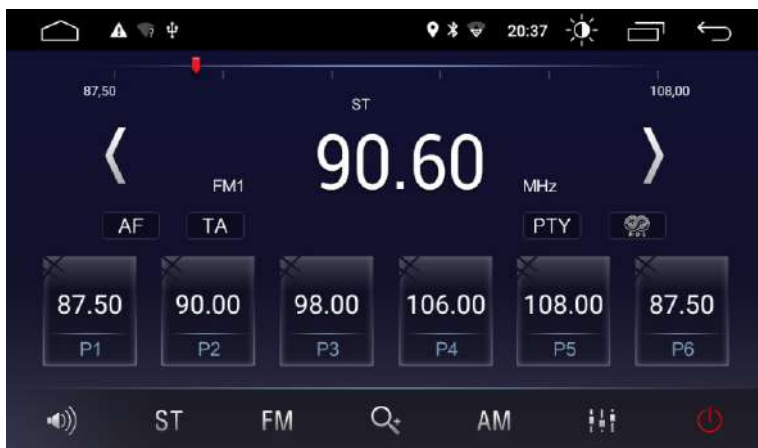 20:37
87,50 108,00
ST
90.60
FM1 MHz
AF TA PTY
87.50 90.00 98.00 106.00 108.00 87.50
P1 P2 P3 P4 P5 P6
ST FM AM